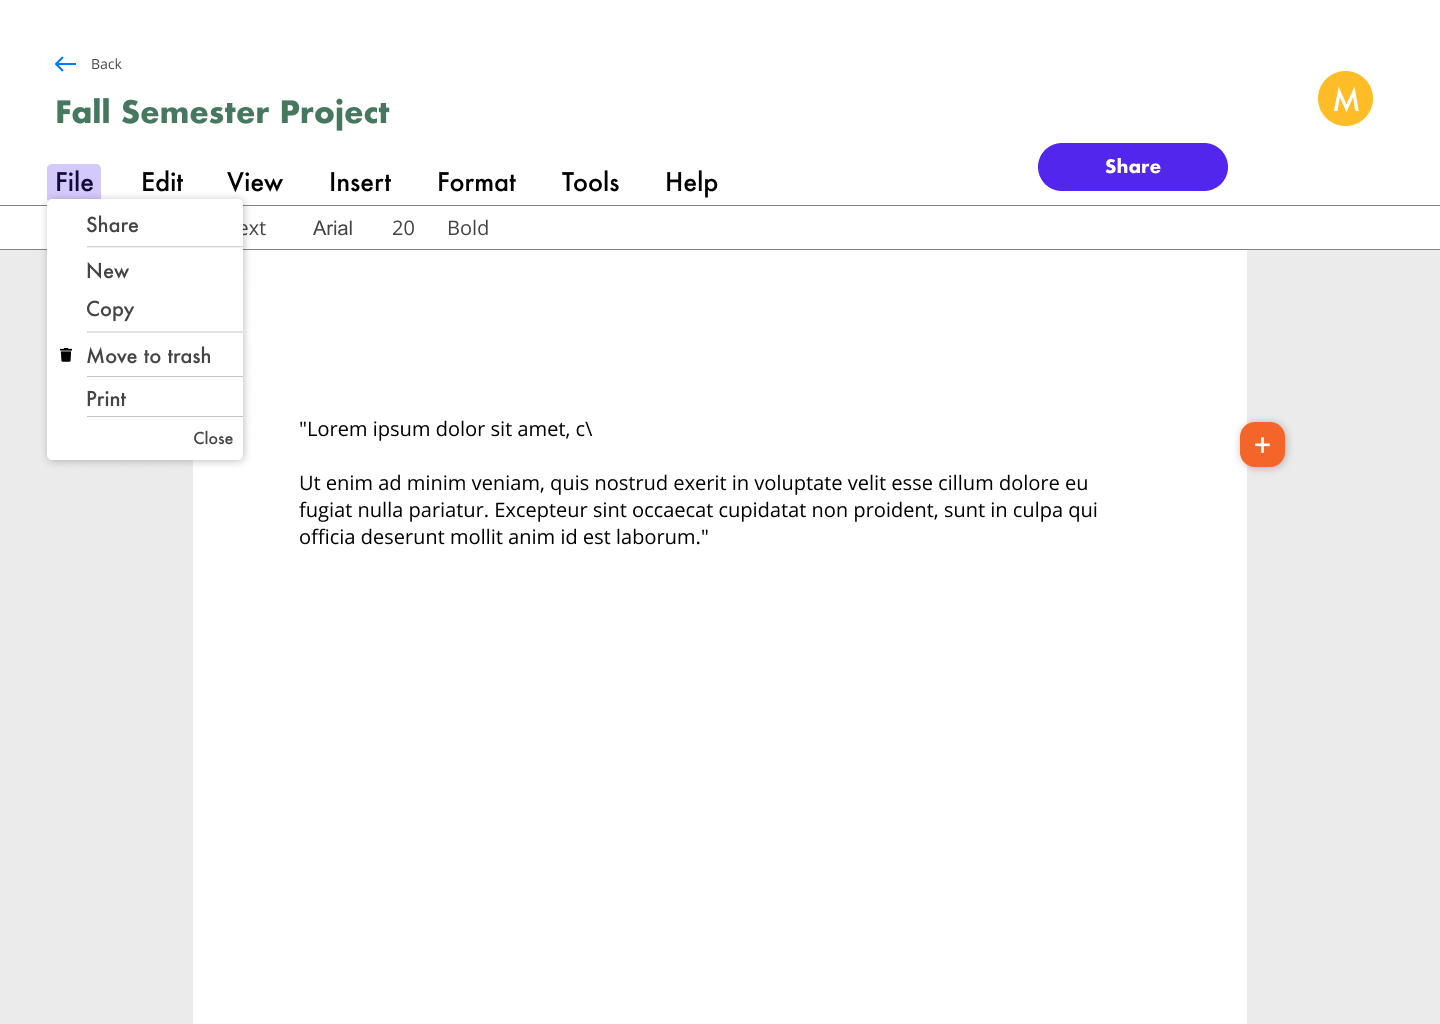 Back
Fall Semester Project
M
File Edit View Insert Format Tools Help
Share
ext Arial 20 Bold
Share
New
Copy
Move to trash
Print
Close
"Lorem ipsum dolor sit amet, c\
+
Ut enim ad minim veniam, quis nostrud exerit in voluptate velit esse cillum dolore eu
fugiat nulla pariatur. Excepteur sint occaecat cupidatat non proident, sunt in culpa qui
officia deserunt mollit anim id est laborum."